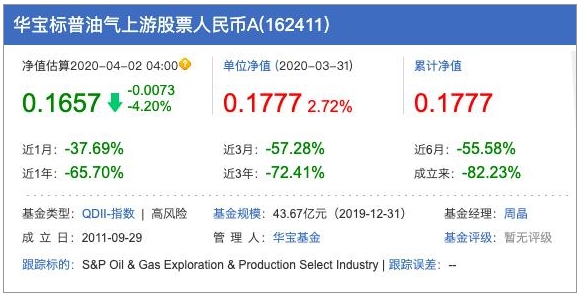 华宝标普油气上游股票人民币A(162411)
净值估算2020-04-02 04:00 单位净值 (2020-03-31) 累计净值
0.1657 -0.0073 -4.20% 0.1777 2.72% 0.1777
近1月：-37.69% 近3月：-57.28% 近6月：-55.58%
近1年：-65.70% 近3年：-72.41% 成立来：-82.23%
基金类型：QDII-指数 | 高风险 基金规模：43.67亿元（2019-12-31） 基金经理：周晶
成 立 日：2011-09-29 管 理 人：华宝基金 基金评级：暂无评级
跟踪标的：S&P Oil & Gas Exploration & Production Select Industry | 跟踪误差：--